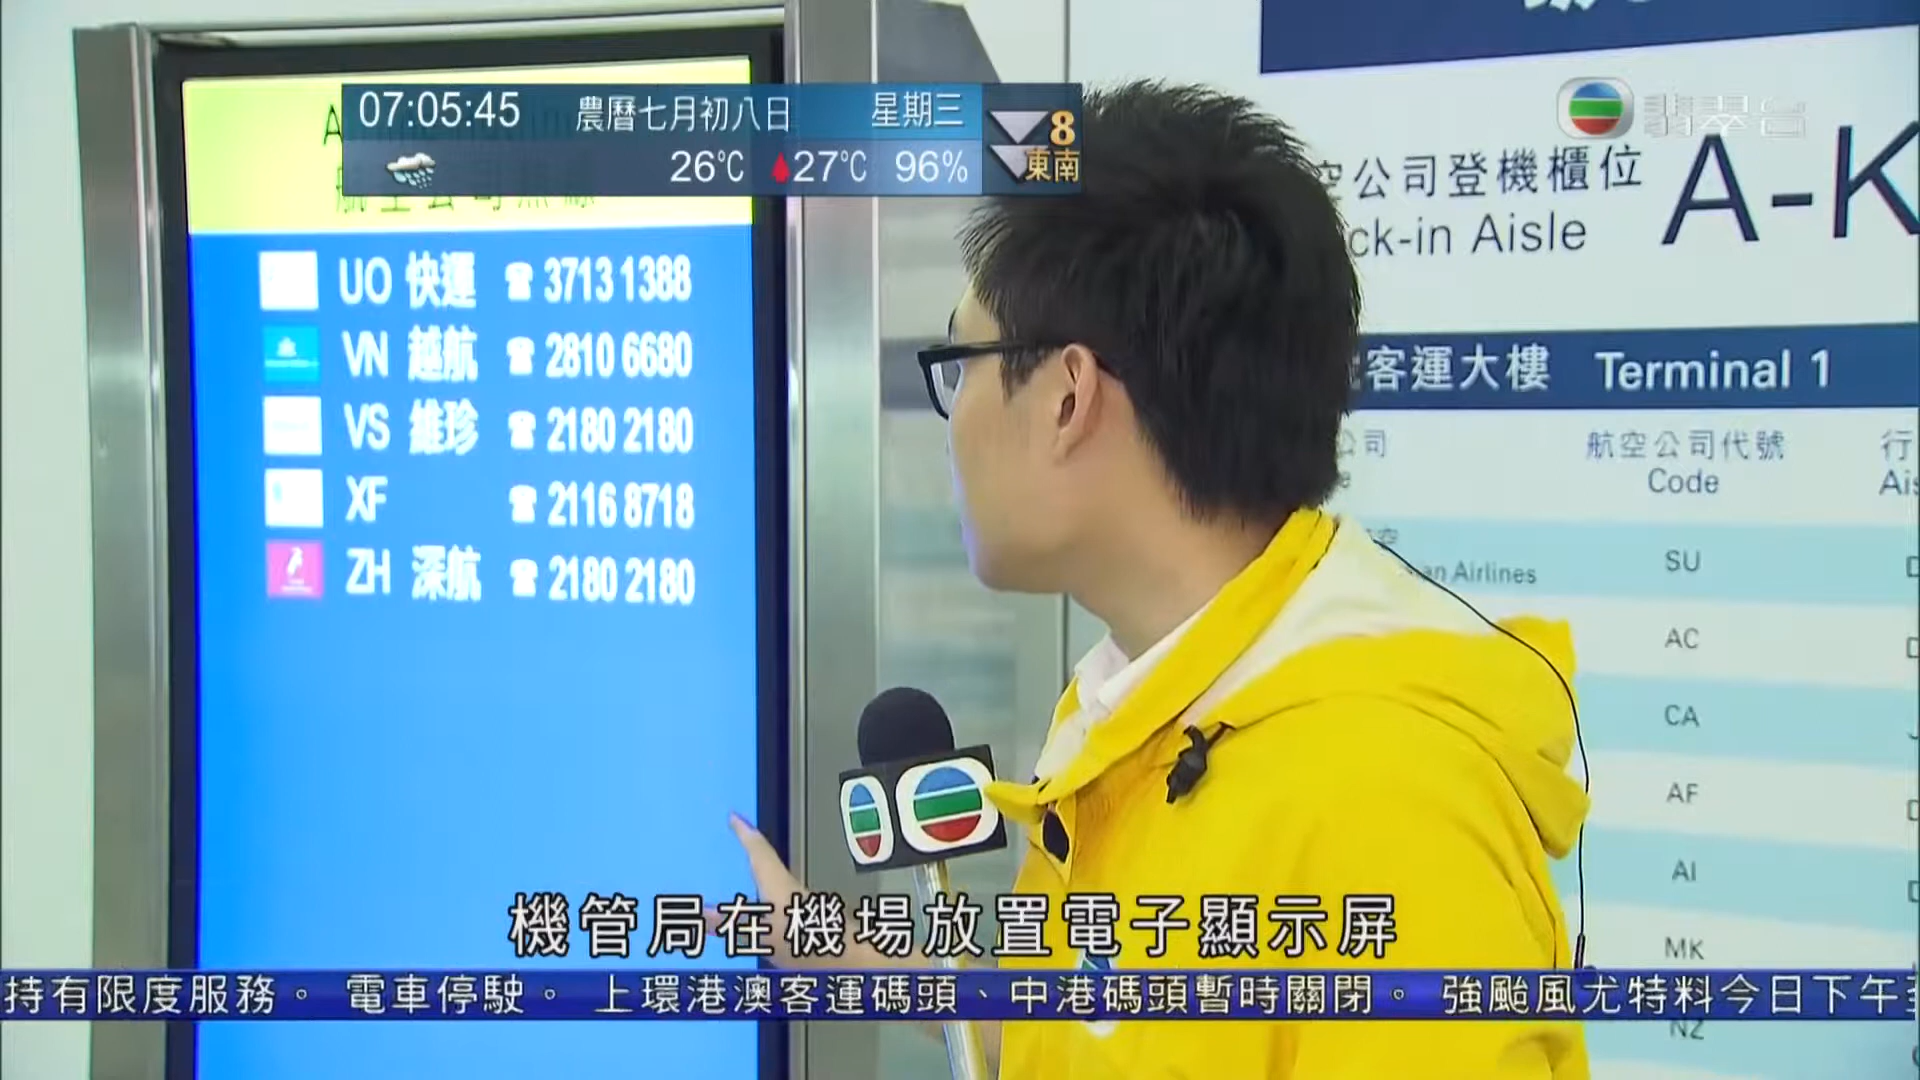 07:05:45 農曆七月初八日 星期三
26℃ 27℃ 96%
8
東南
翡翠台
UO 快運 ☎ 3713 1388
VN 越航 ☎ 2810 6680
VS 維珍 ☎ 2180 2180
XF ☎ 2116 8718
ZH 深航 ☎ 2180 2180
空公司登機櫃位
ck-in Aisle
A-K
客運大樓 Terminal 1
公司
航空公司代號
Code
行
Ais
an Airlines
SU
AC
CA
AF
AI
MK
NZ
機管局在機場放置電子顯示屏
持有限度服務。 電車停駛。 上環港澳客運碼頭、中港碼頭暫時關閉。 強颱風尤特料今日下午